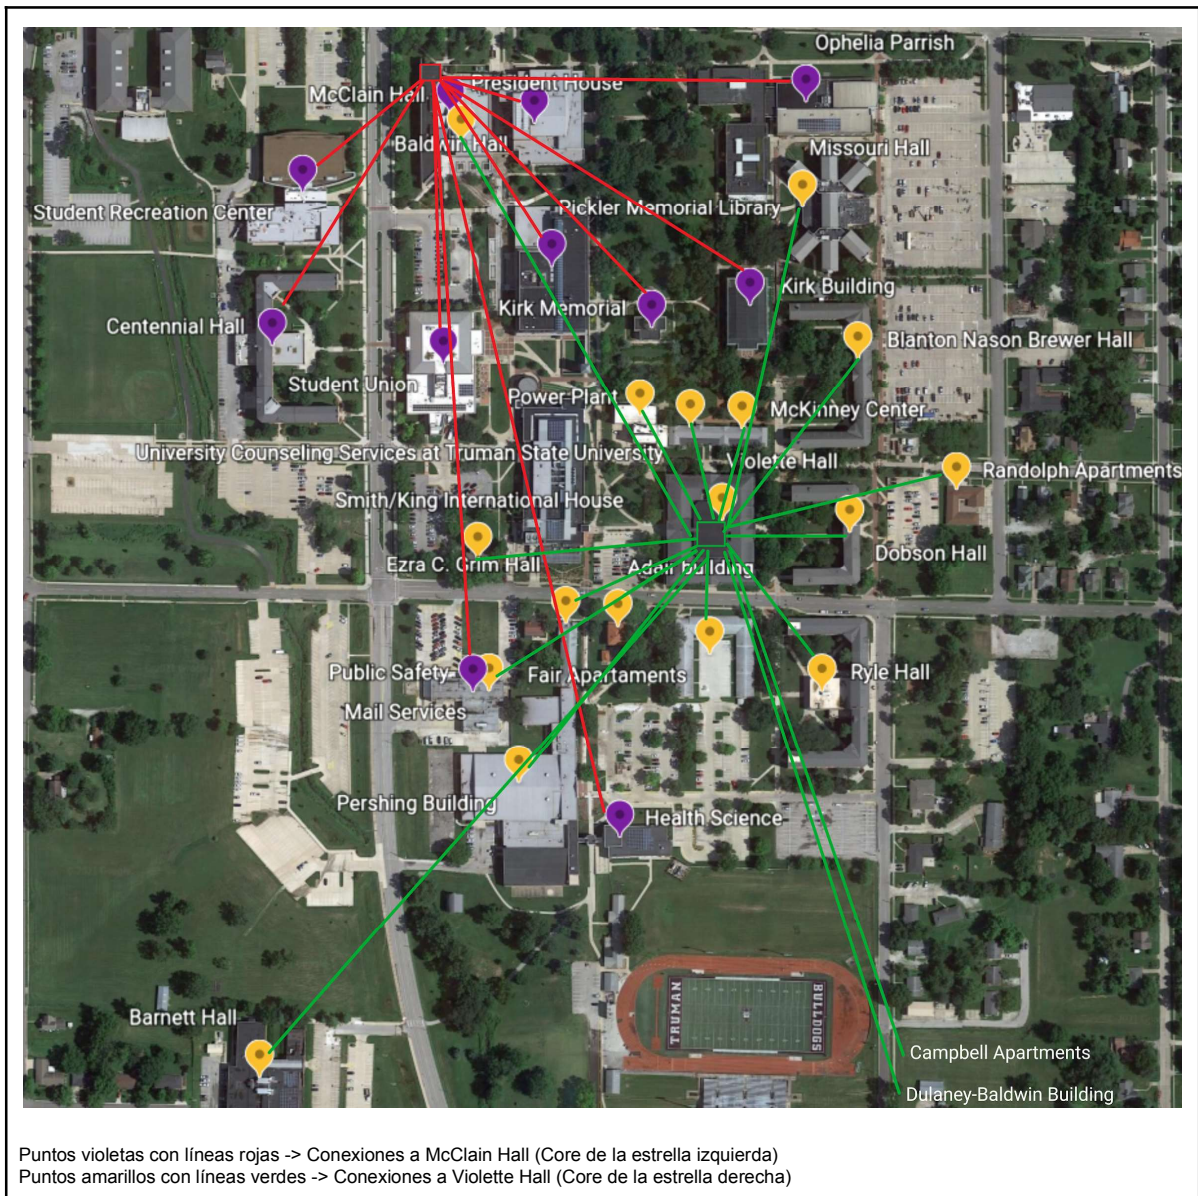 Ophelia Parrish
President House
McClain Hall
Baldwin Hall
Missouri Hall
Student Recreation Center
Pickler Memorial Library
Kirk Building
Kirk Memorial
Centennial Hall
Blanton Nason Brewer Hall
Student Union
Power Plant
McKinney Center
University Counseling Services at Truman State University
Violette Hall
Randolph Apartments
Smith/King International House
Dobson Hall
Ezra C. Grim Hall
Adair building
Public Safety
Fair Apartaments
Ryle Hall
Mail Services
Pershing Building
Health Science
TRUMAN
BULLDOGS
Barnett Hall
Campbell Apartments
Dulaney-Baldwin Building
Puntos violetas con líneas rojas -> Conexiones a McClain Hall (Core de la estrella izquierda)
Puntos amarillos con líneas verdes -> Conexiones a Violette Hall (Core de la estrella derecha)